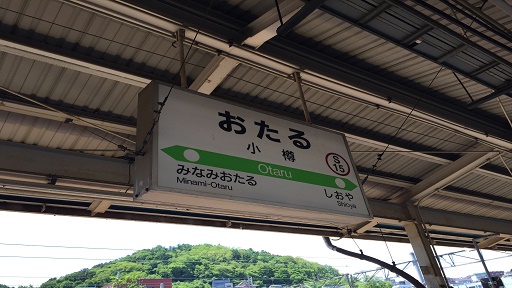 おたる
小樽
S
15
Otaru
みなみおたる
Minami-Otaru
しおや
Shioya